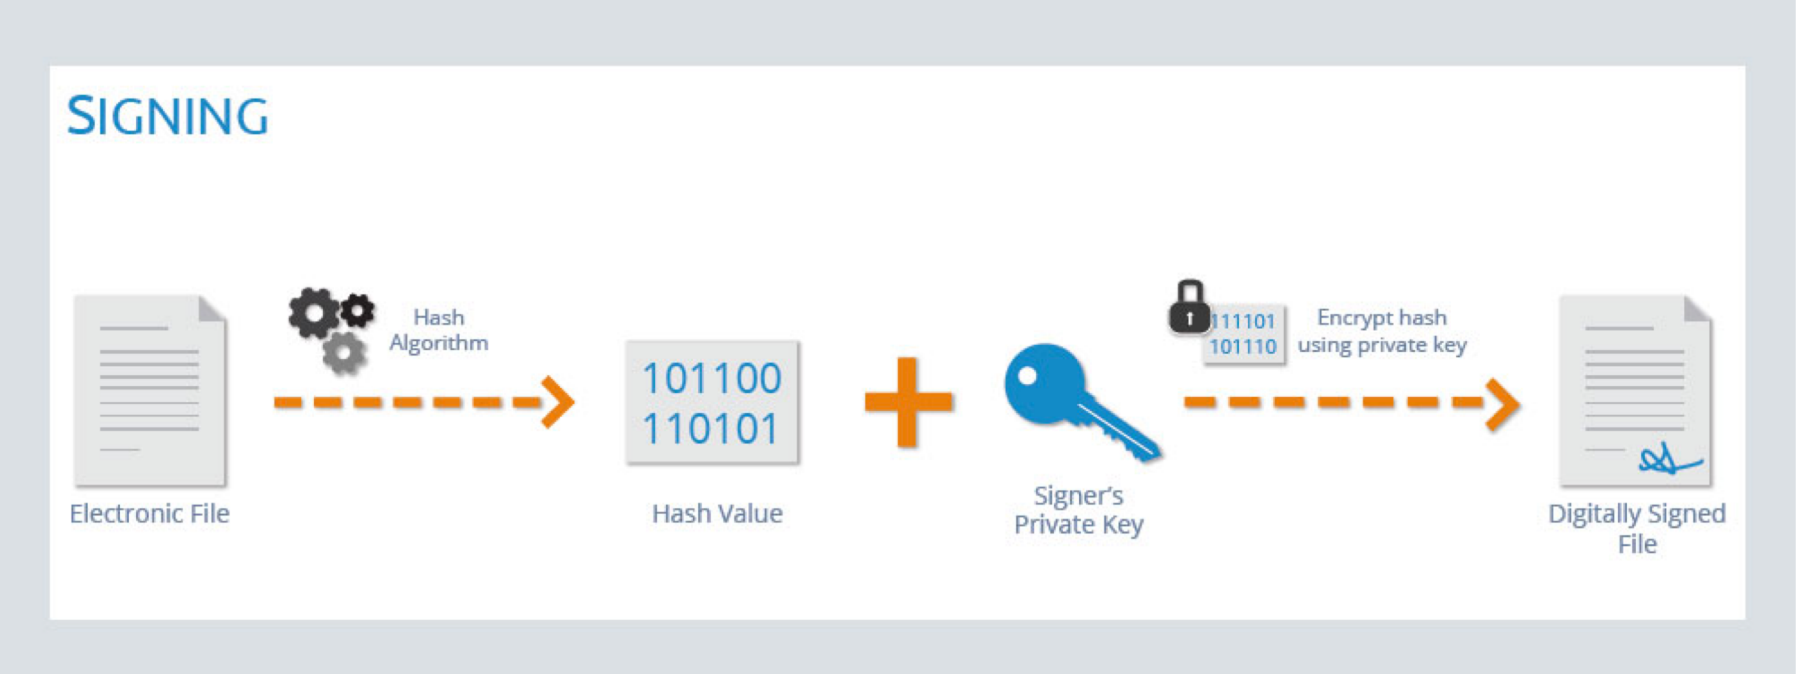 SIGNING
Hash
Algorithm
111101
101110
Encrypt hash
using private key
101100
110101
Electronic File
Hash Value
Signer's
Private Key
Digitally Signed
File